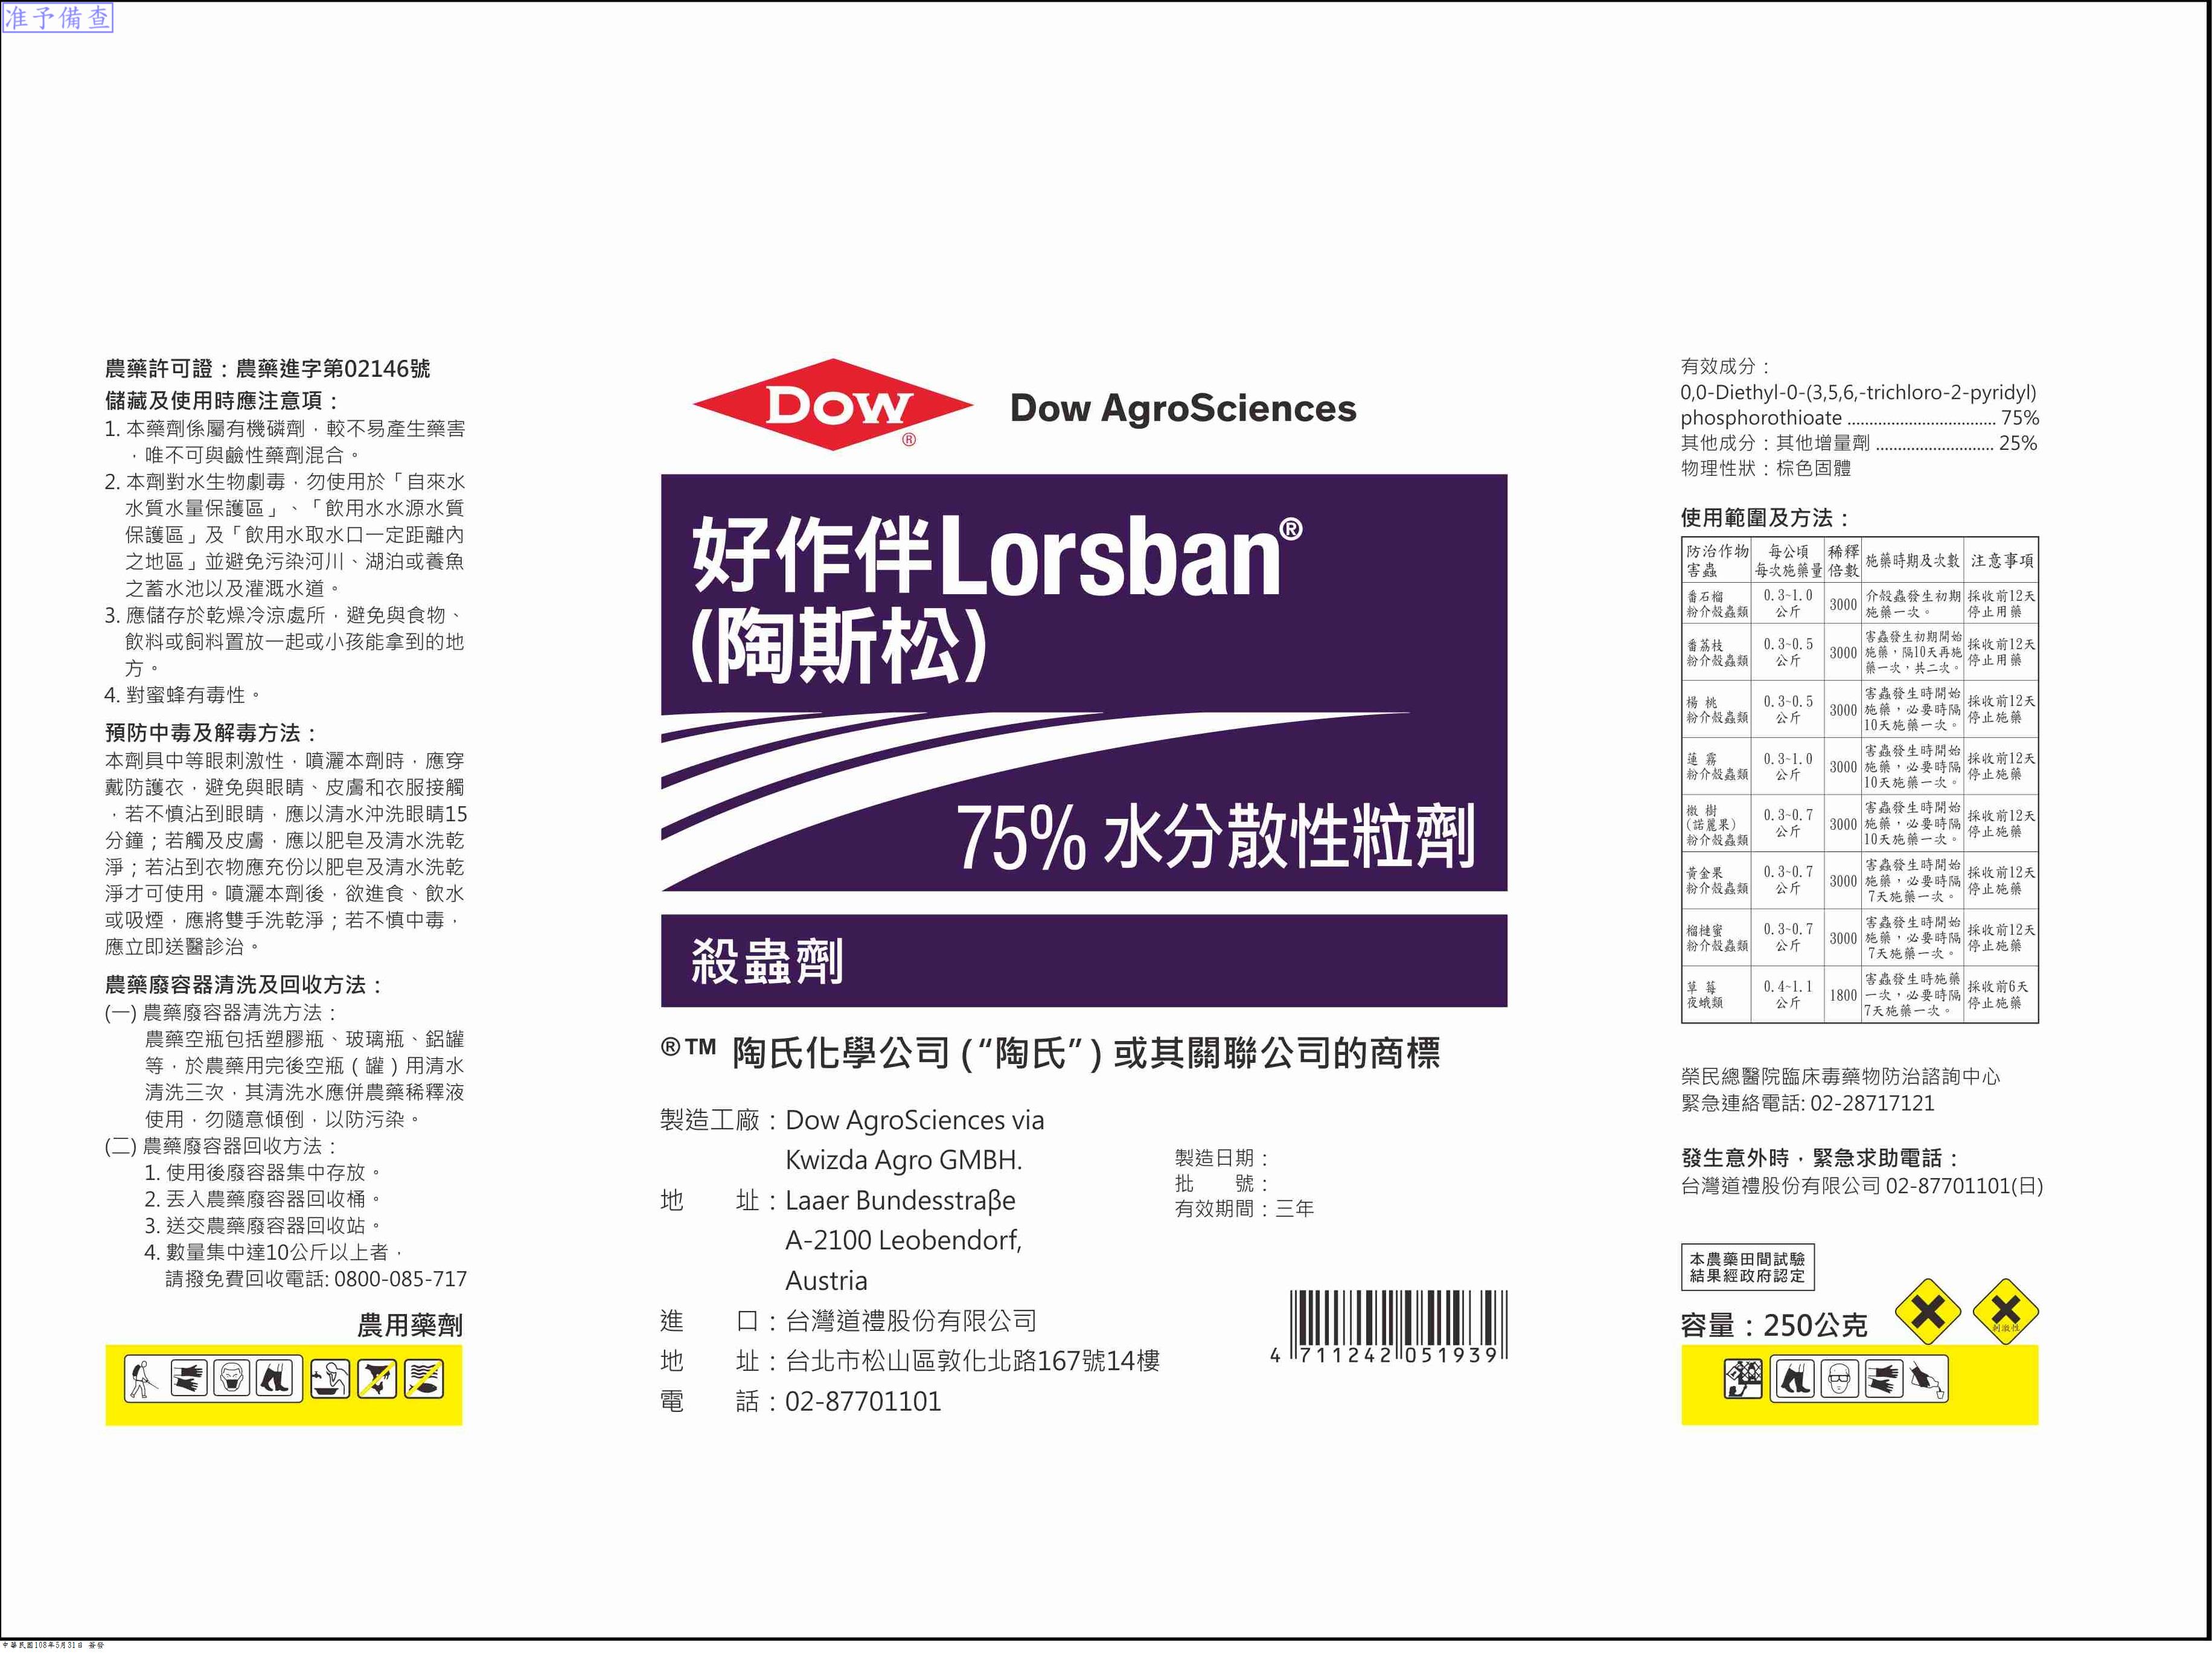 准予備查
農藥許可證：農藥進字第02146號
儲藏及使用時應注意項：
1. 本藥劑係屬有機磷劑，較不易產生藥害
，唯不可與鹼性藥劑混合。
2. 本劑對水生物劇毒，勿使用於「自來水
水質水量保護區」、「飲用水水源水質
保護區」及「飲用水取水口一定距離內
之地區」並避免污染河川、湖泊或養魚
之蓄水池以及灌溉水道。
3. 應儲存於乾燥冷涼處所，避免與食物、
飲料或飼料置放一起或小孩能拿到的地
方。
4. 對蜜蜂有毒性。
預防中毒及解毒方法：
本劑具中等眼刺激性，噴灑本劑時，應穿
戴防護衣，避免與眼睛、皮膚和衣服接觸
，若不慎沾到眼睛，應以清水沖洗眼睛15
分鐘；若觸及皮膚，應以肥皂及清水洗乾
淨；若沾到衣物應充份以肥皂及清水洗乾
淨才可使用。噴灑本劑後，欲進食、飲水
或吸煙，應將雙手洗乾淨；若不慎中毒，
應立即送醫診治。
農藥廢容器清洗及回收方法：
(一) 農藥廢容器清洗方法：
農藥空瓶包括塑膠瓶、玻璃瓶、鋁罐
等，於農藥用完後空瓶（罐）用清水
清洗三次，其清洗水應併農藥稀釋液
使用，勿隨意傾倒，以防污染。
(二) 農藥廢容器回收方法：
1. 使用後廢容器集中存放。
2. 丟入農藥廢容器回收桶。
3. 送交農藥廢容器回收站。
4. 數量集中達10公斤以上者，
請撥免費回收電話: 0800-085-717
農用藥劑
DOW ®
Dow AgroSciences
好作伴Lorsban®
(陶斯松)
75% 水分散性粒劑
殺蟲劑
®™ 陶氏化學公司 (“陶氏”) 或其關聯公司的商標
製造工廠：Dow AgroSciences via
Kwizda Agro GMBH.
地 址：Laaer Bundesstraβe
A-2100 Leobendorf,
Austria
進 口：台灣道禮股份有限公司
地 址：台北市松山區敦化北路167號14樓
電 話：02-87701101
製造日期：
批 號：
有效期間：三年
4 711242 051939
有效成分：
0,0-Diethyl-0-(3,5,6,-trichloro-2-pyridyl)
phosphorothioate .................................. 75%
其他成分：其他增量劑 ........................... 25%
物理性狀：棕色固體
使用範圍及方法：
防治作物害蟲 每公頃每次施藥量 稀釋倍數 施藥時期及次數 注意事項
番石榴粉介殼蟲類 0.3~1.0公斤 3000 介殼蟲發生初期施藥一次。 採收前12天停止用藥
番荔枝粉介殼蟲類 0.3~0.5公斤 3000 害蟲發生初期開始施藥，隔10天再施藥一次，共二次。 採收前12天停止用藥
楊 桃粉介殼蟲類 0.3~0.5公斤 3000 害蟲發生時開始施藥，必要時隔10天施藥一次。 採收前12天停止施藥
蓮 霧粉介殼蟲類 0.3~1.0公斤 3000 害蟲發生時開始施藥，必要時隔10天施藥一次。 採收前12天停止施藥
檄 樹(諾麗果)粉介殼蟲類 0.3~0.7公斤 3000 害蟲發生時開始施藥，必要時隔10天施藥一次。 採收前12天停止施藥
黃金果粉介殼蟲類 0.3~0.7公斤 3000 害蟲發生時開始施藥，必要時隔7天施藥一次。 採收前12天停止施藥
榴槤蜜粉介殼蟲類 0.3~0.7公斤 3000 害蟲發生時開始施藥，必要時隔7天施藥一次。 採收前12天停止施藥
草 莓夜蛾類 0.4~1.1公斤 1800 害蟲發生時施藥一次，必要時隔7天施藥一次。 採收前6天停止施藥
榮民總醫院臨床毒藥物防治諮詢中心
緊急連絡電話: 02-28717121
發生意外時，緊急求助電話：
台灣道禮股份有限公司 02-87701101(日)
本農藥田間試驗
結果經政府認定
容量：250公克
刺激性
中華民國108年5月31日 簽發